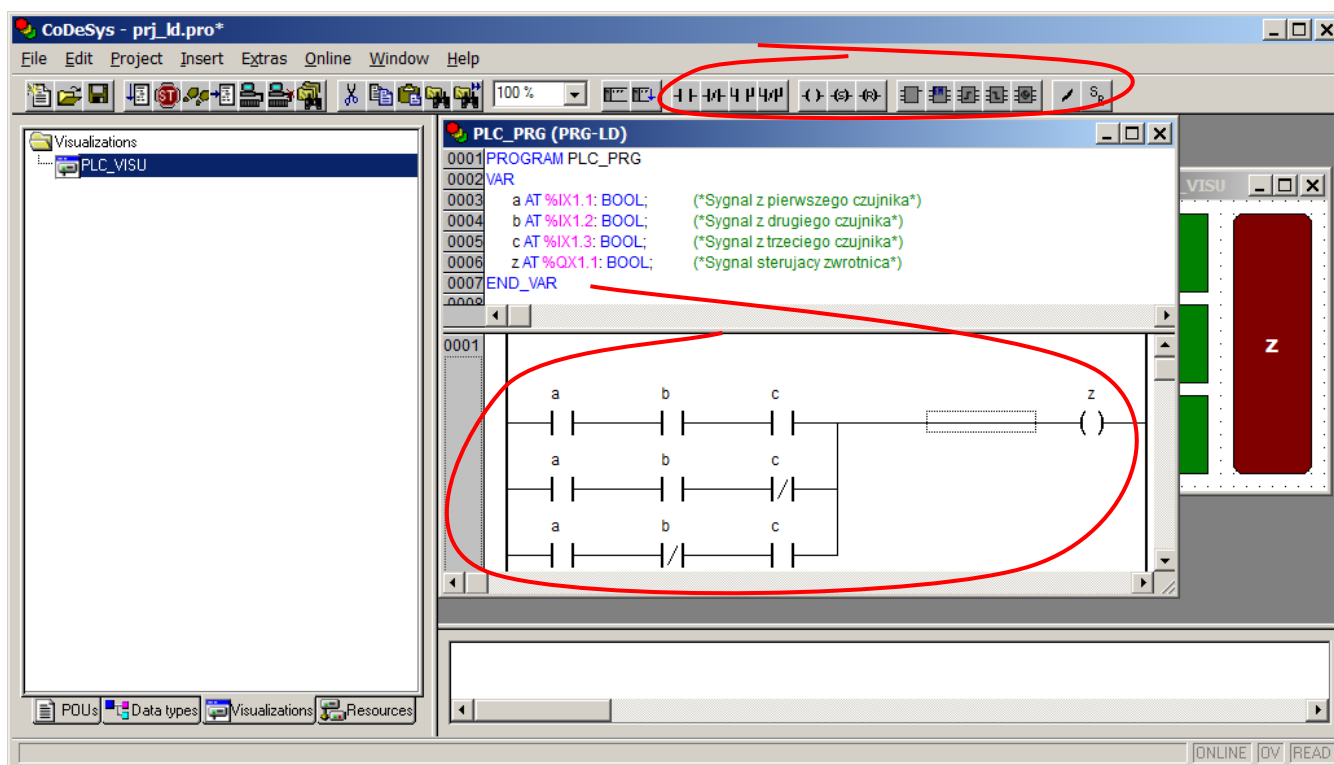 CoDeSys - prj_ld.pro*
File Edit Project Insert Extras Online Window Help
100 %
Visualizations
PLC_VISU
PLC_PRG (PRG-LD)
0001 PROGRAM PLC_PRG
0002 VAR
0003 a AT %IX1.1: BOOL; (*Sygnal z pierwszego czujnika*)
0004 b AT %IX1.2: BOOL; (*Sygnal z drugiego czujnika*)
0005 c AT %IX1.3: BOOL; (*Sygnal z trzeciego czujnika*)
0006 z AT %QX1.1: BOOL; (*Sygnal sterujacy zwrotnica*)
0007 END_VAR
0008
_VISU
z
0001
a b c z
a b c
a b c
POUs Data types Visualizations Resources
ONLINE OV READ